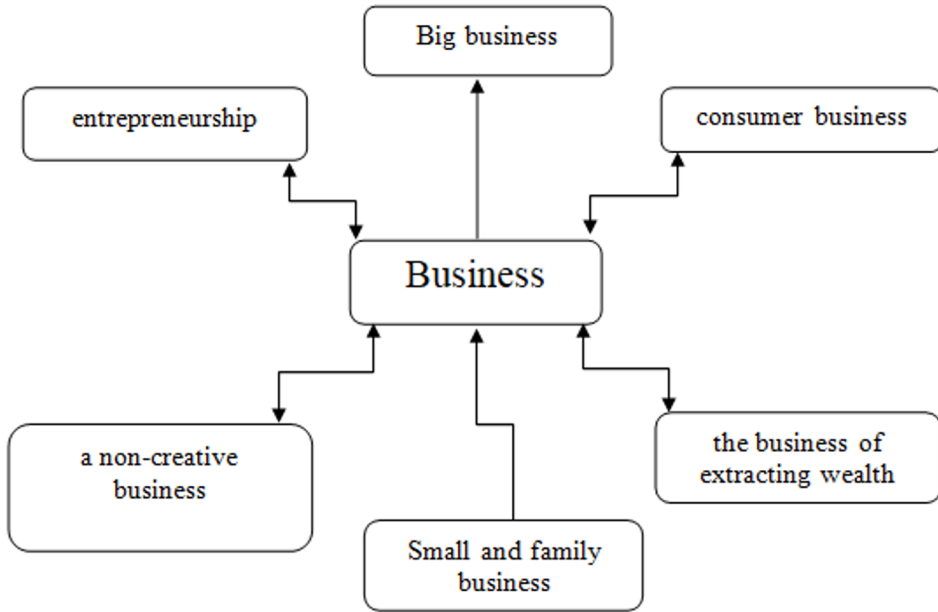 Big business
entrepreneurship
consumer business
Business
a non-creative
business
the business of
extracting wealth
Small and family
business